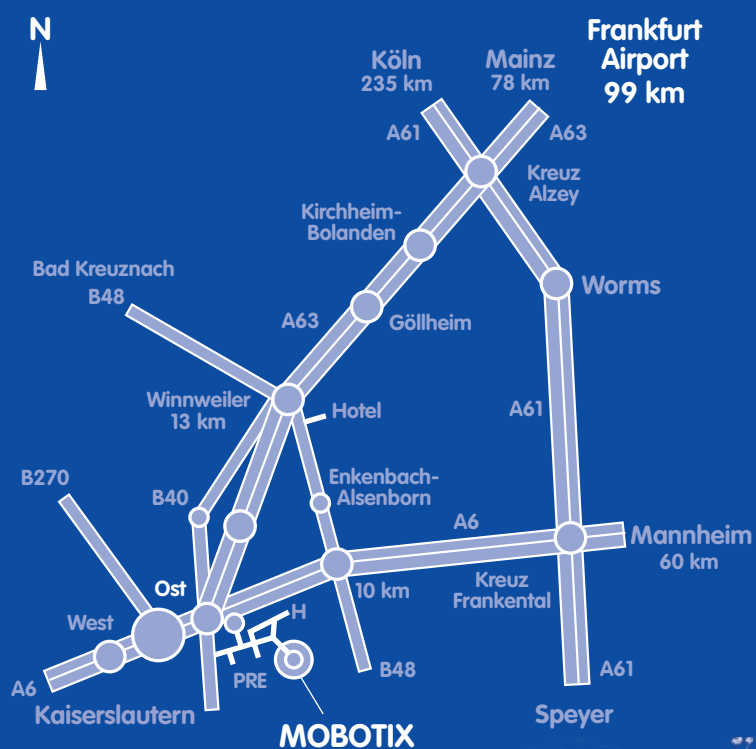 N
Frankfurt
Airport
99 km
Köln
235 km
Mainz
78 km
A61
A63
Kreuz
Alzey
Kirchheim-
Bolanden
Bad Kreuznach
B48
Worms
A63
Göllheim
Winnweiler
13 km
Hotel
A61
B270
B40
Enkenbach-
Alsenborn
A6
Mannheim
60 km
Ost
10 km
Kreuz
Frankental
West
H
A6
PRE
B48
A61
Kaiserslautern
Speyer
MOBOTIX